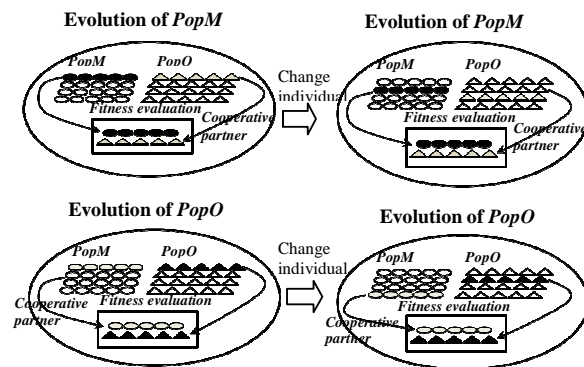 Evolution of PopM
PopM
PopO
Fitness evaluation
Cooperative
partner
Change
individual
Evolution of PopM
PopM
PopO
Fitness evaluation
Cooperative
partner
Evolution of PopO
PopM
PopO
Fitness evaluation
Cooperative
partner
Change
individual
Evolution of PopO
PopM
PopO
Fitness evaluation
Cooperative
partner